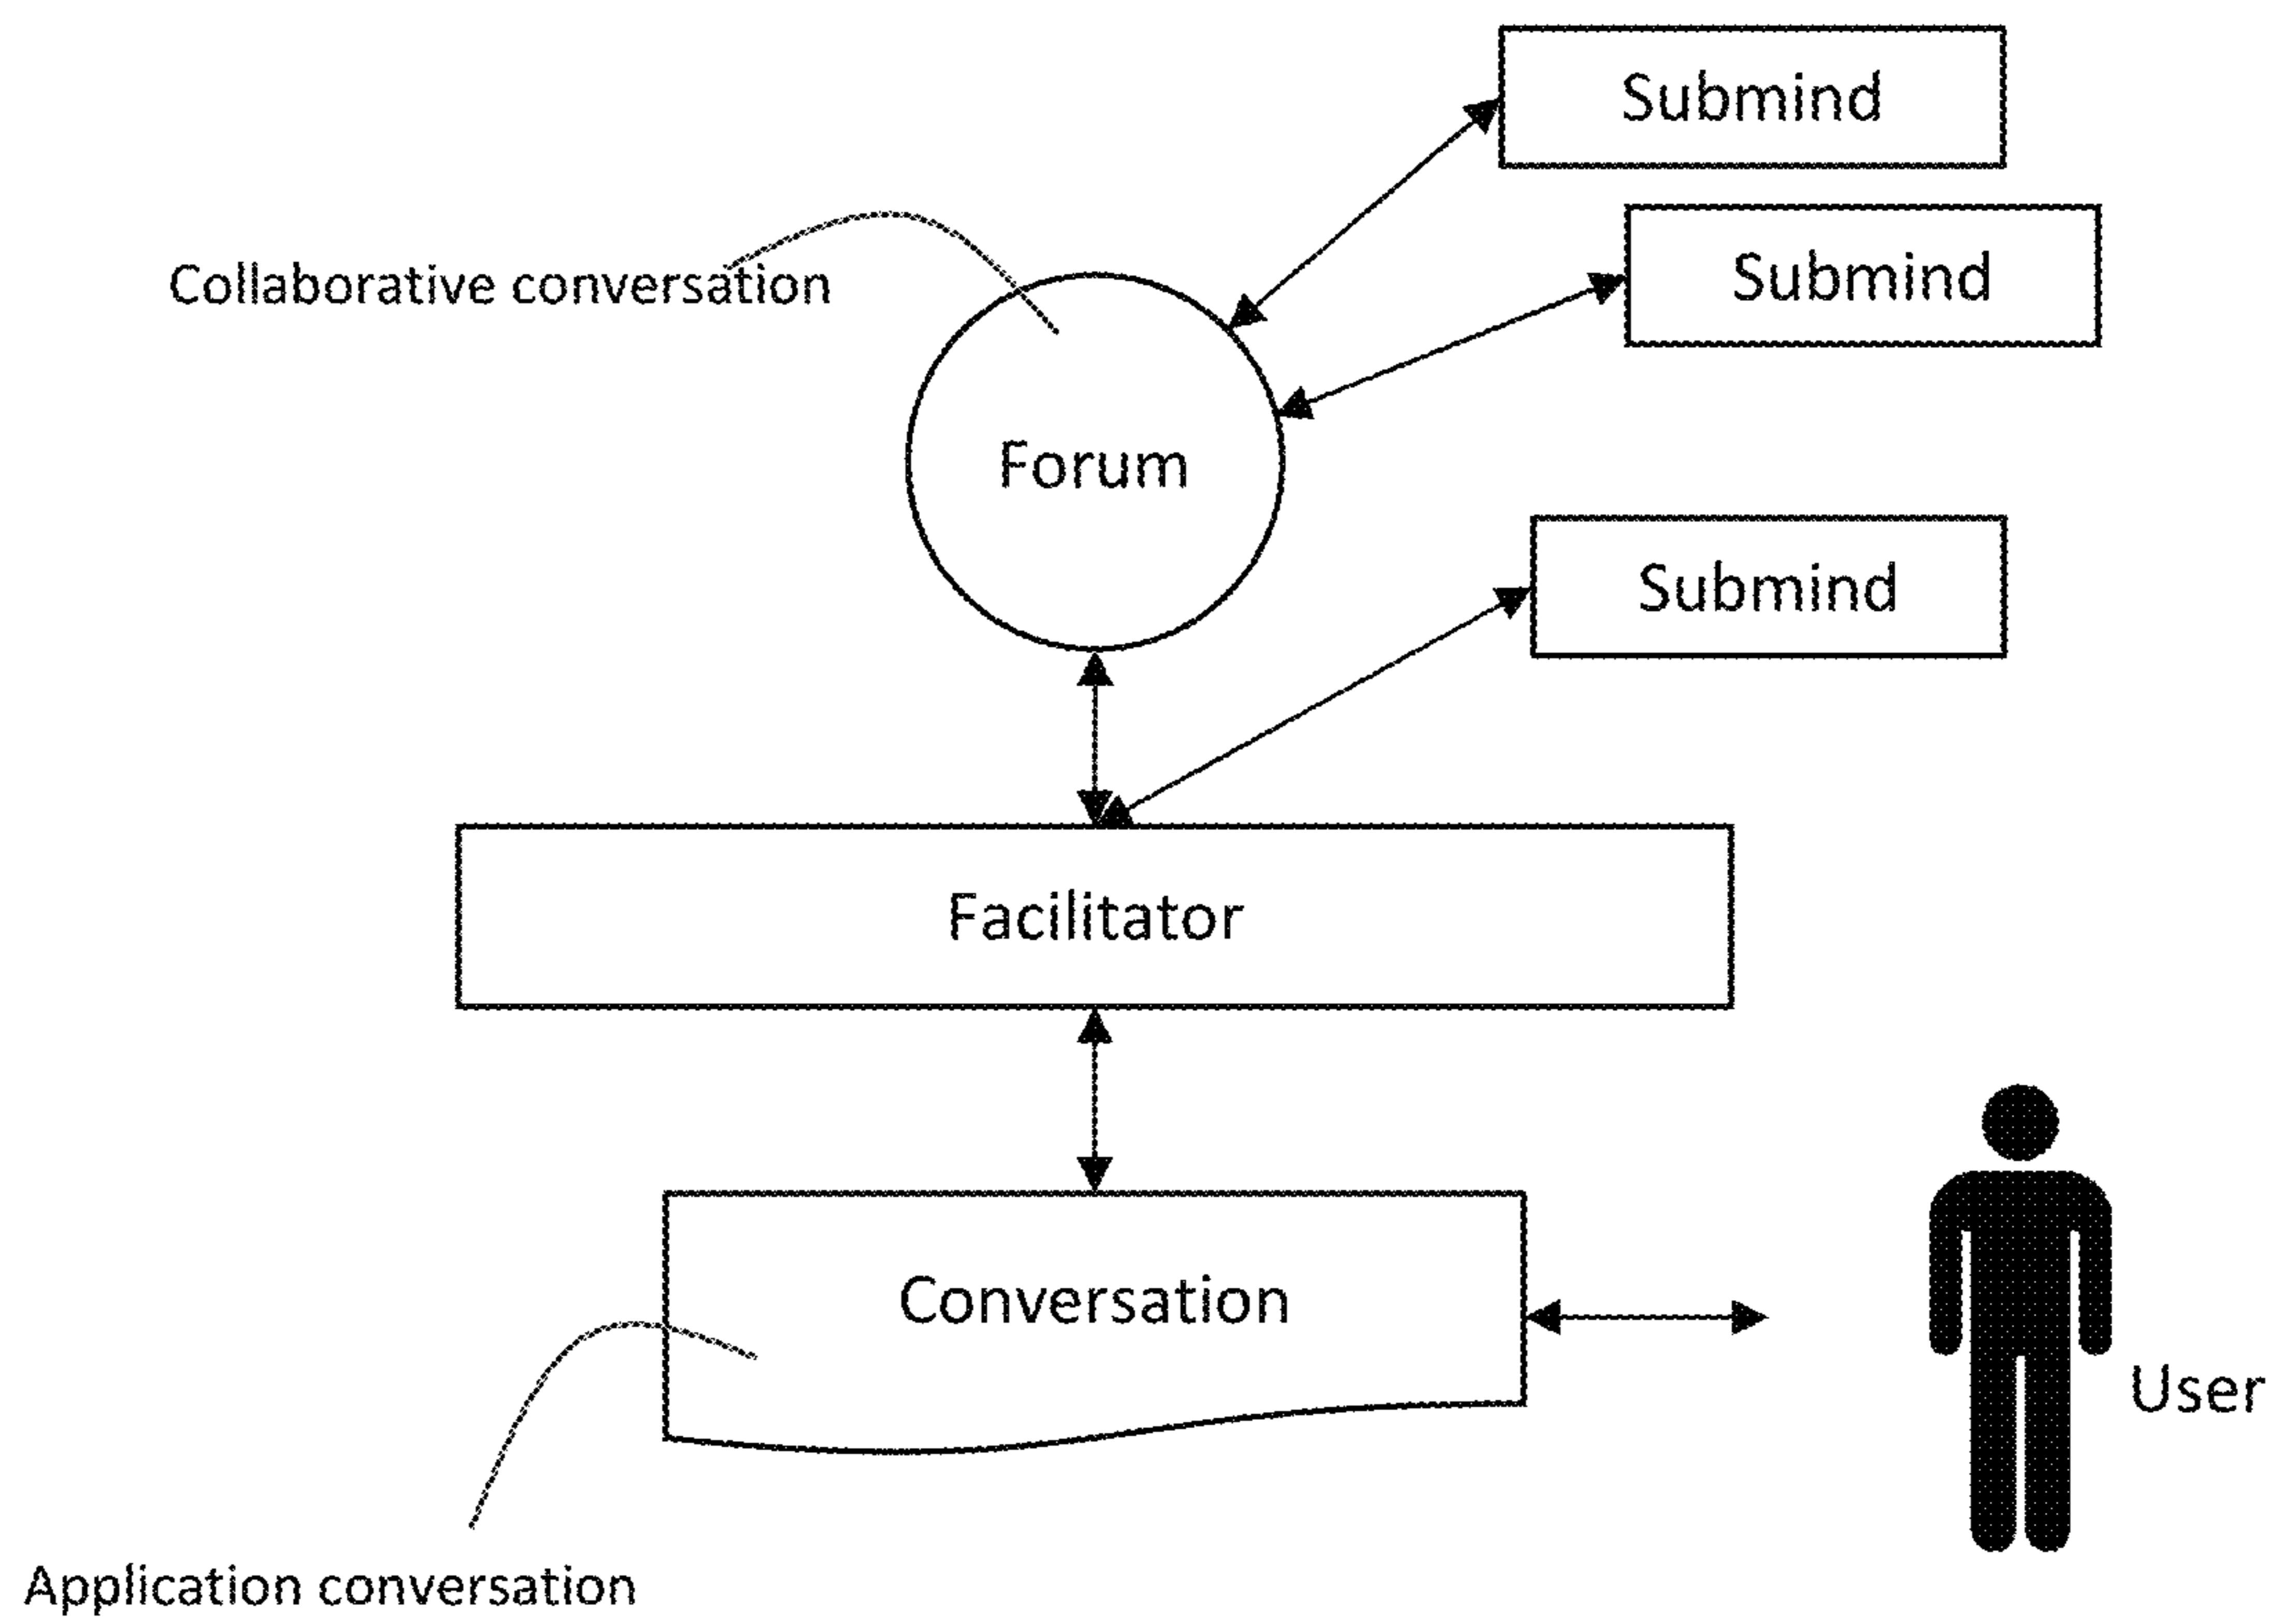 Submind
Submind
Collaborative conversation
Forum
Submind
Facilitator
Conversation
User
Application conversation